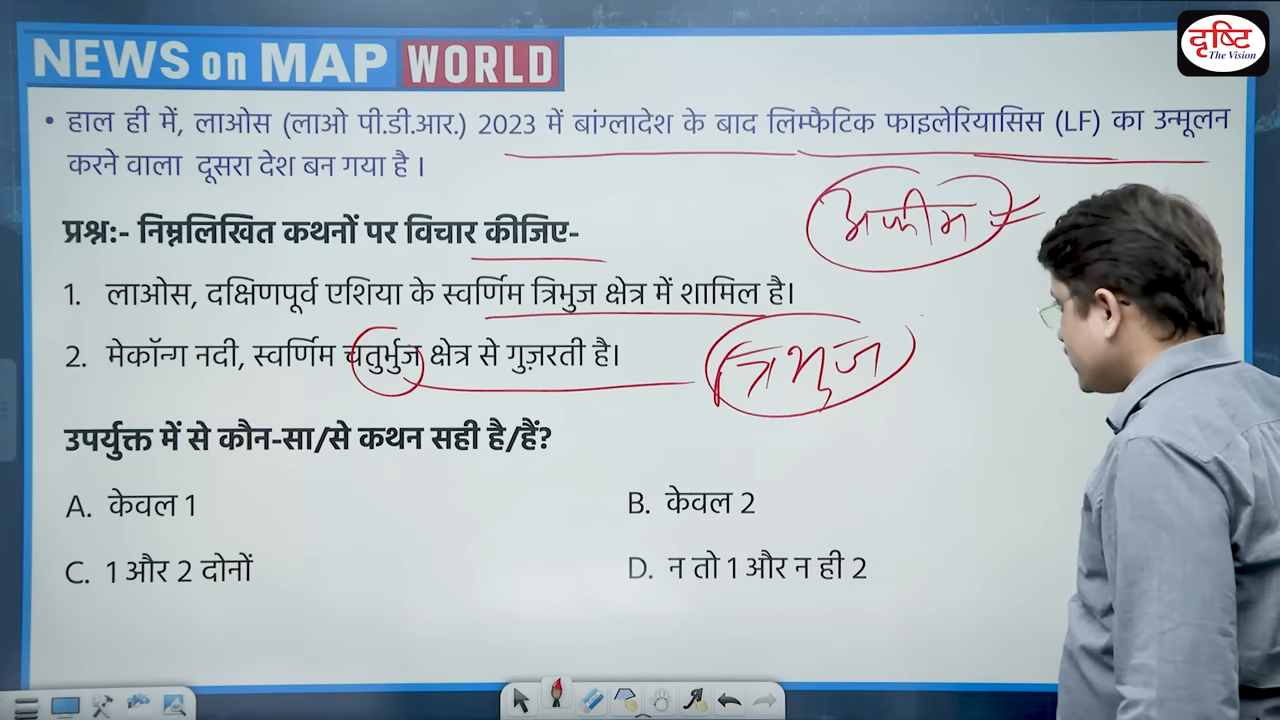 दृष्टि
The Vision
NEWS on MAP WORLD
• हाल ही में, लाओस (लाओ पी.डी.आर.) 2023 में बांग्लादेश के बाद लिम्फैटिक फाइलेरियासिस (LF) का उन्मूलन
करने वाला दूसरा देश बन गया है ।
अफीम
प्रश्न:- निम्नलिखित कथनों पर विचार कीजिए-
1. लाओस, दक्षिणपूर्व एशिया के स्वर्णिम त्रिभुज क्षेत्र में शामिल है।
2. मेकॉन्ग नदी, स्वर्णिम चतुर्भुज क्षेत्र से गुज़रती है।
त्रिभुज
उपर्युक्त में से कौन-सा/से कथन सही है/हैं?
A. केवल 1
B. केवल 2
C. 1 और 2 दोनों
D. न तो 1 और न ही 2